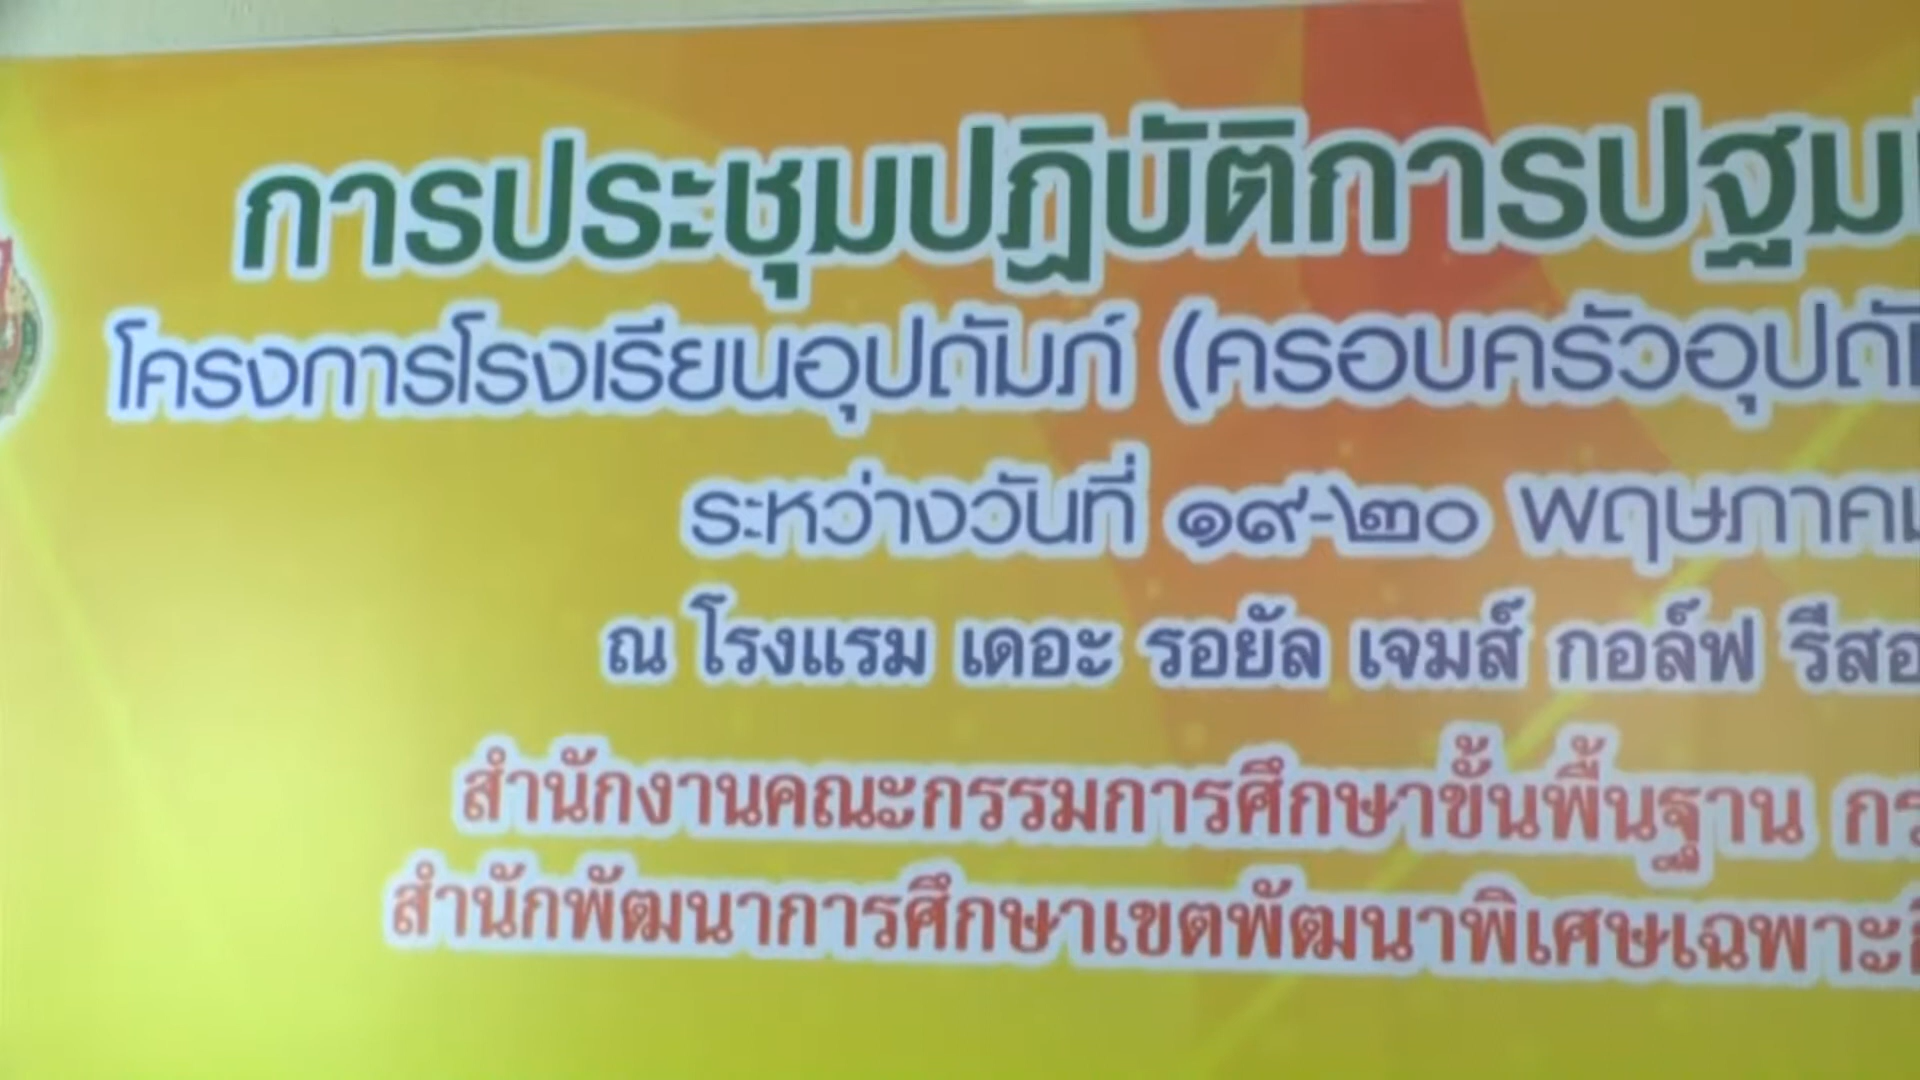 การประชุมปฏิบัติการปฐม
โครงการโรงเรียนอุปถัมภ์ (ครอบครัวอุปถัม
ระหว่างวันที่ ๑๙-๒๐ พฤษภาคม
ณ โรงแรม เดอะ รอยัล เจมส์ กอล์ฟ รีสอ
สำนักงานคณะกรรมการศึกษาขั้นพื้นฐาน กร
สำนักพัฒนาการศึกษาเขตพัฒนาพิเศษเฉพาะ